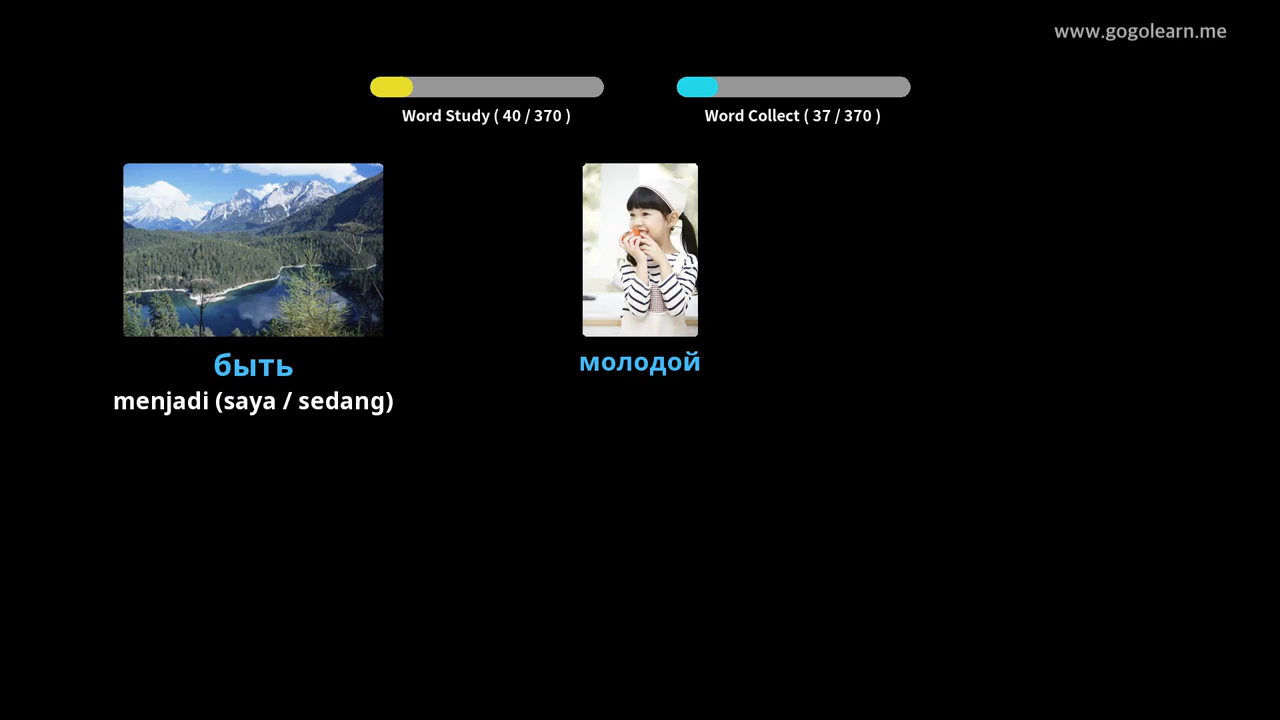 www.gogolearn.me
Word Study ( 40 / 370 )
Word Collect ( 37 / 370 )
быть
menjadi (saya / sedang)
молодой